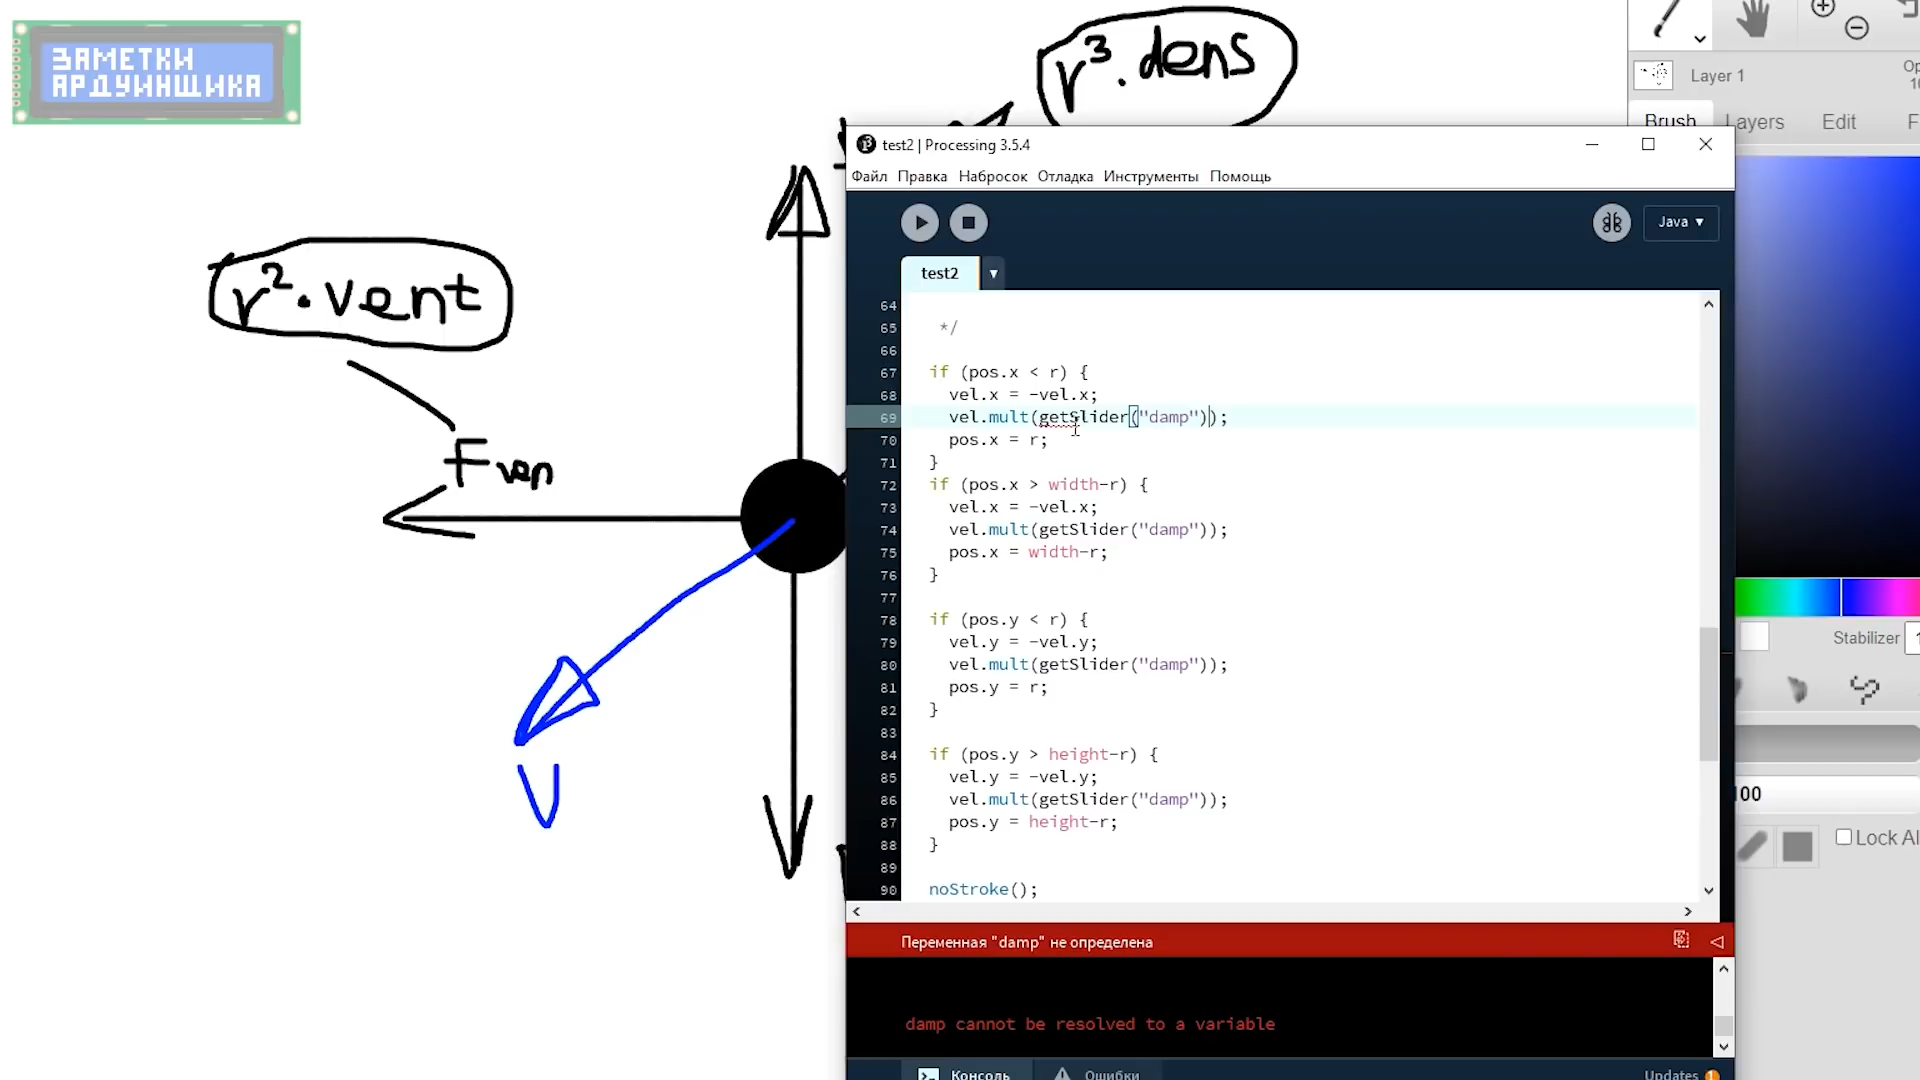 ЗАМЕТКИ
АРДУИНЩИКА
r³·dens
r²·vent
Fven
V
Layer 1
Brush Layers Edit
test2 | Processing 3.5.4
Файл Правка Набросок Отладка Инструменты Помощь
Java ▾
test2 ▾
64
65 */
66
67 if (pos.x < r) {
68 vel.x = -vel.x;
69 vel.mult(getSlider("damp"));
70 pos.x = r;
71 }
72 if (pos.x > width-r) {
73 vel.x = -vel.x;
74 vel.mult(getSlider("damp"));
75 pos.x = width-r;
76 }
77
78 if (pos.y < r) {
79 vel.y = -vel.y;
80 vel.mult(getSlider("damp"));
81 pos.y = r;
82 }
83
84 if (pos.y > height-r) {
85 vel.y = -vel.y;
86 vel.mult(getSlider("damp"));
87 pos.y = height-r;
88 }
89
90 noStroke();
Переменная "damp" не определена
damp cannot be resolved to a variable
Консоль Ошибки Updates 1
Stabilizer
100
Lock Al